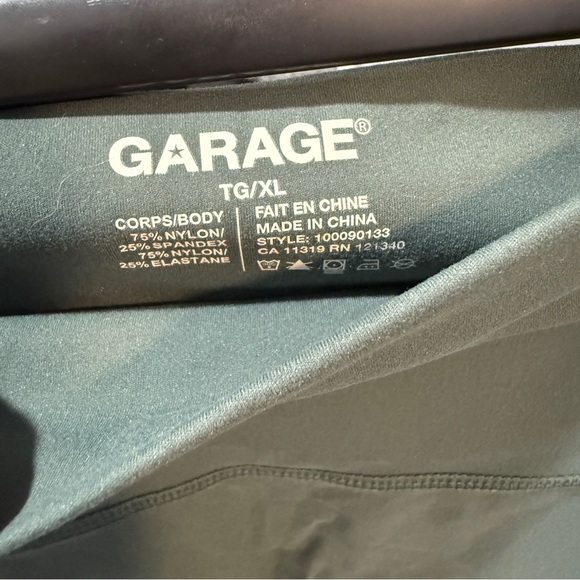 GARAGE®
TG/XL
CORPS/BODY
75% NYLON/
25% SPANDEX
75% NYLON/
25% ELASTANE
FAIT EN CHINE
MADE IN CHINA
STYLE: 100090133
CA 11319 RN 121340